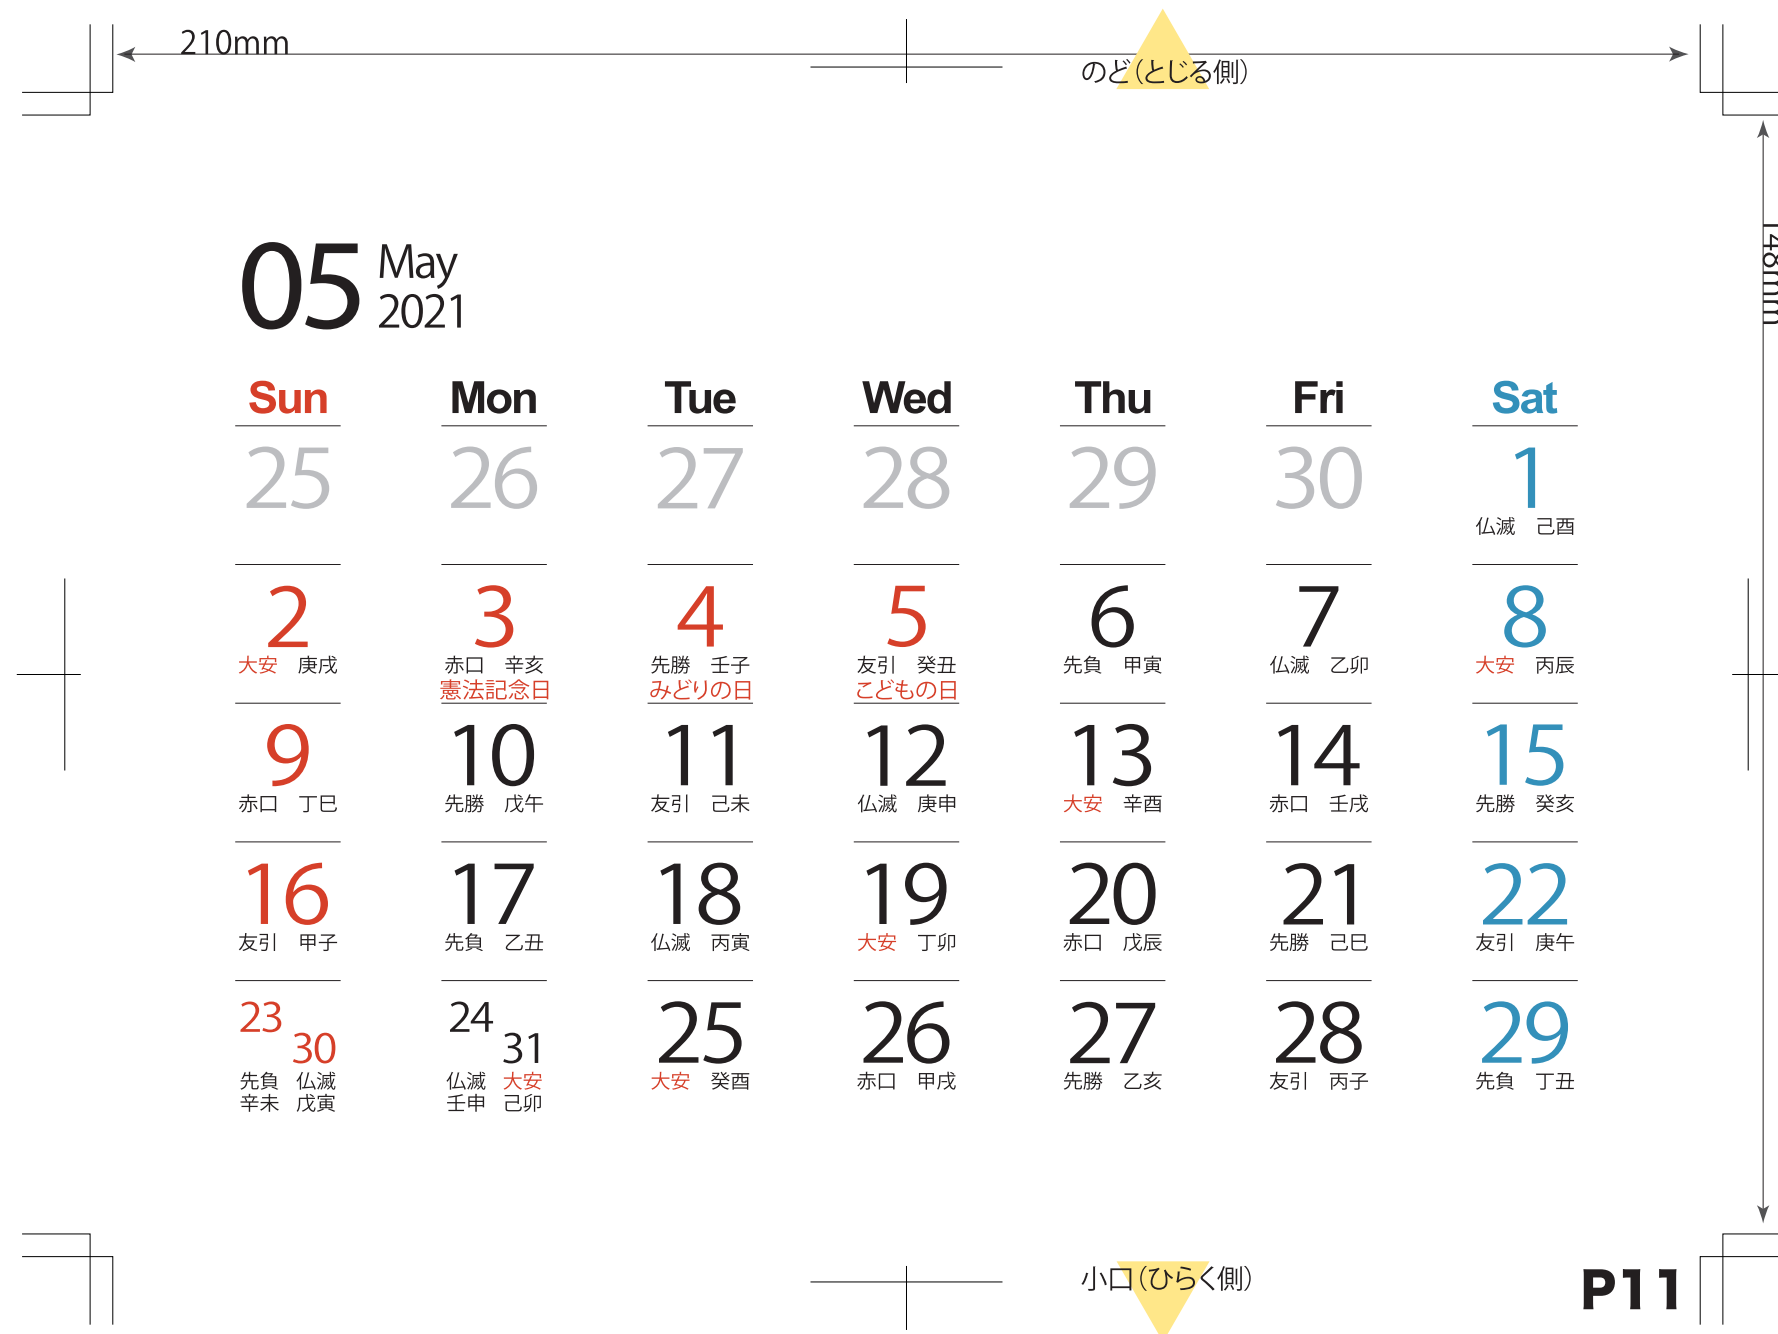 210mm
のど（とじる側）
148mm
05 May
2021
Sun Mon Tue Wed Thu Fri Sat
25 26 27 28 29 30 1
仏滅 己酉
2 3 4 5 6 7 8
大安 庚戌 赤口 辛亥 先勝 壬子 友引 癸丑 先負 甲寅 仏滅 乙卯 大安 丙辰
憲法記念日 みどりの日 こどもの日
9 10 11 12 13 14 15
赤口 丁巳 先勝 戊午 友引 己未 仏滅 庚申 大安 辛酉 赤口 壬戌 先勝 癸亥
16 17 18 19 20 21 22
友引 甲子 先負 乙丑 仏滅 丙寅 大安 丁卯 赤口 戊辰 先勝 己巳 友引 庚午
23 30 24 31 25 26 27 28 29
先負 仏滅 仏滅 大安 大安 癸酉 赤口 甲戌 先勝 乙亥 友引 丙子 先負 丁丑
辛未 戊寅 壬申 己卯
小口（ひらく側）
P11